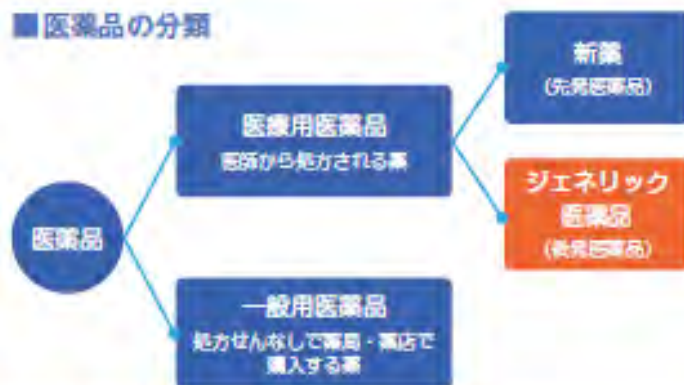 ■医薬品の分類
新薬
(先発医薬品)
医療用医薬品
医師から処方される薬
ジェネリック
医薬品
(後発医薬品)
医薬品
一般用医薬品
処方せんなしで薬局・薬店で
購入する薬